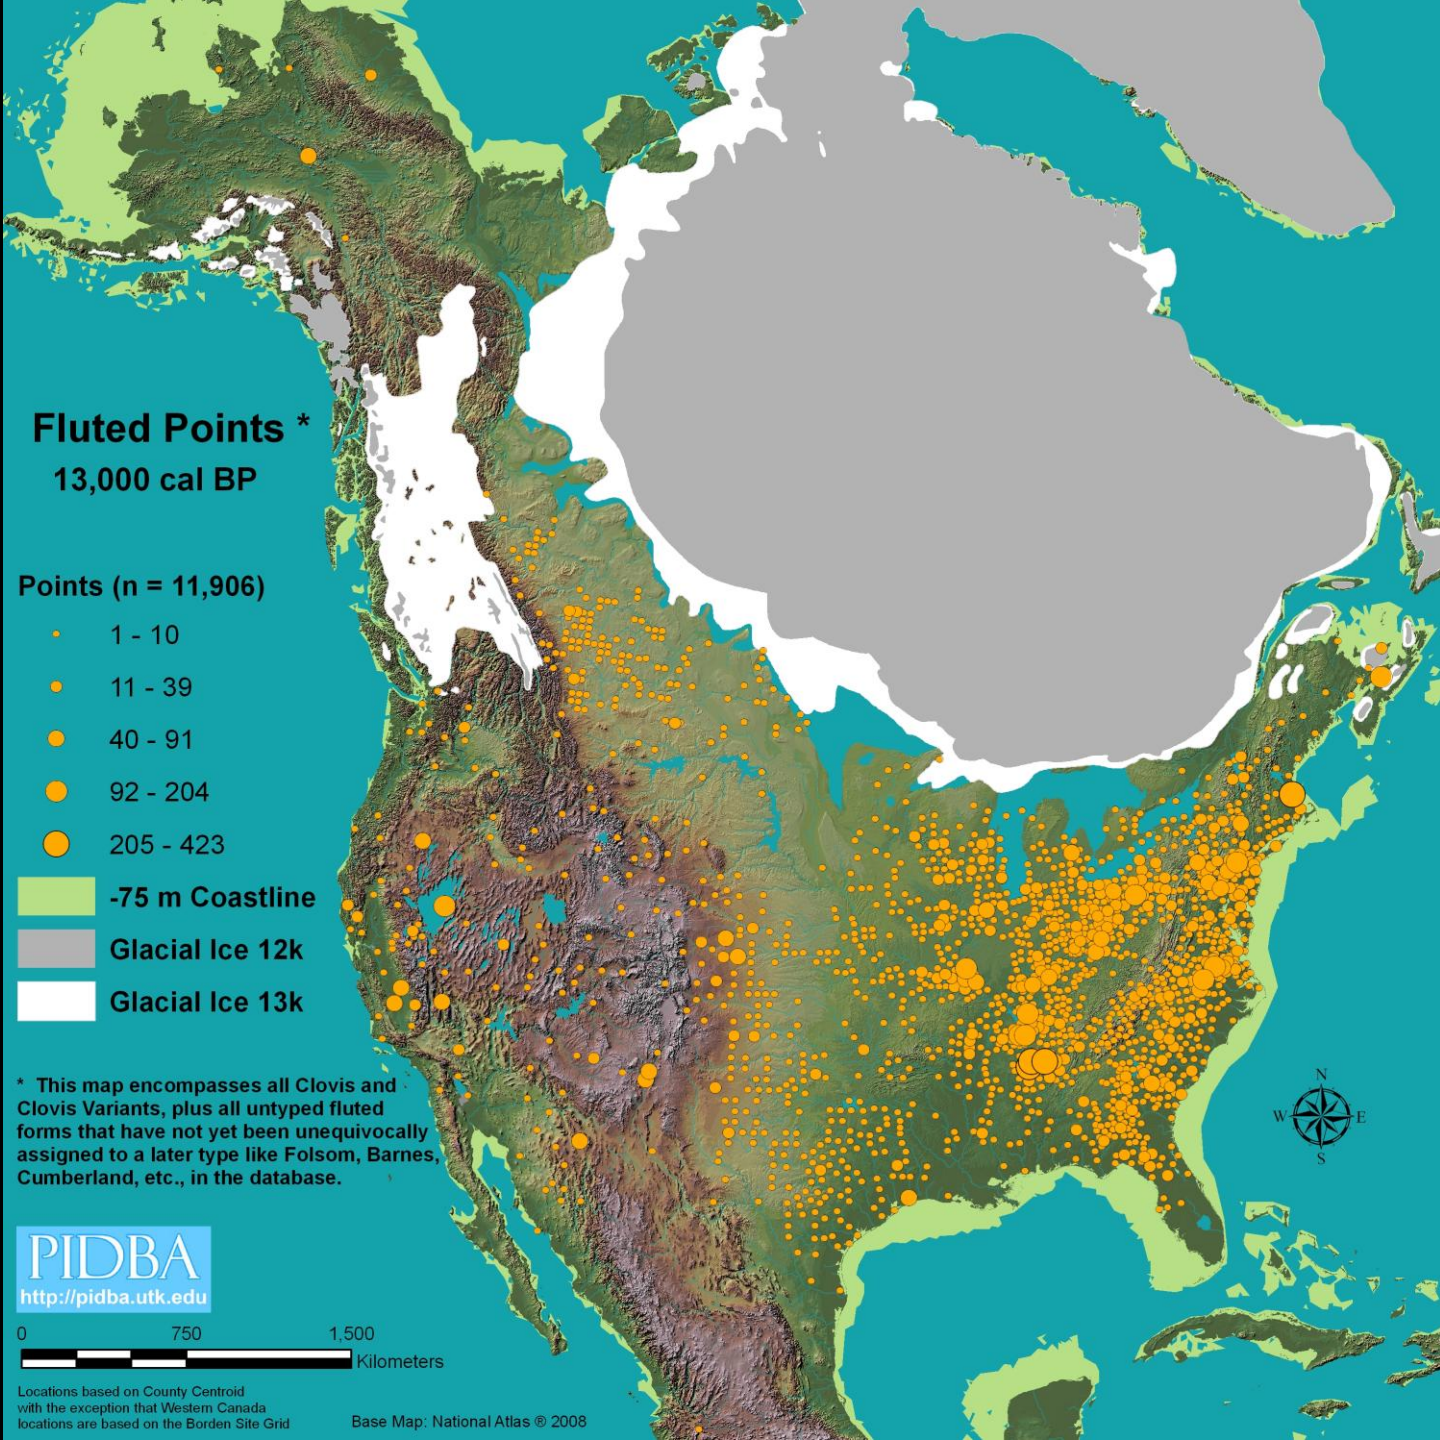 Fluted Points *
13,000 cal BP
Points (n = 11,906)
1 - 10
11 - 39
40 - 91
92 - 204
205 - 423
-75 m Coastline
Glacial Ice 12k
Glacial Ice 13k
* This map encompasses all Clovis and
Clovis Variants, plus all untyped fluted
forms that have not yet been unequivocally
assigned to a later type like Folsom, Barnes,
Cumberland, etc., in the database.
PIDBA
http://pidba.utk.edu
0 750 1,500
Kilometers
Locations based on County Centroid
with the exception that Western Canada
locations are based on the Borden Site Grid
Base Map: National Atlas ® 2008
N
W E
S